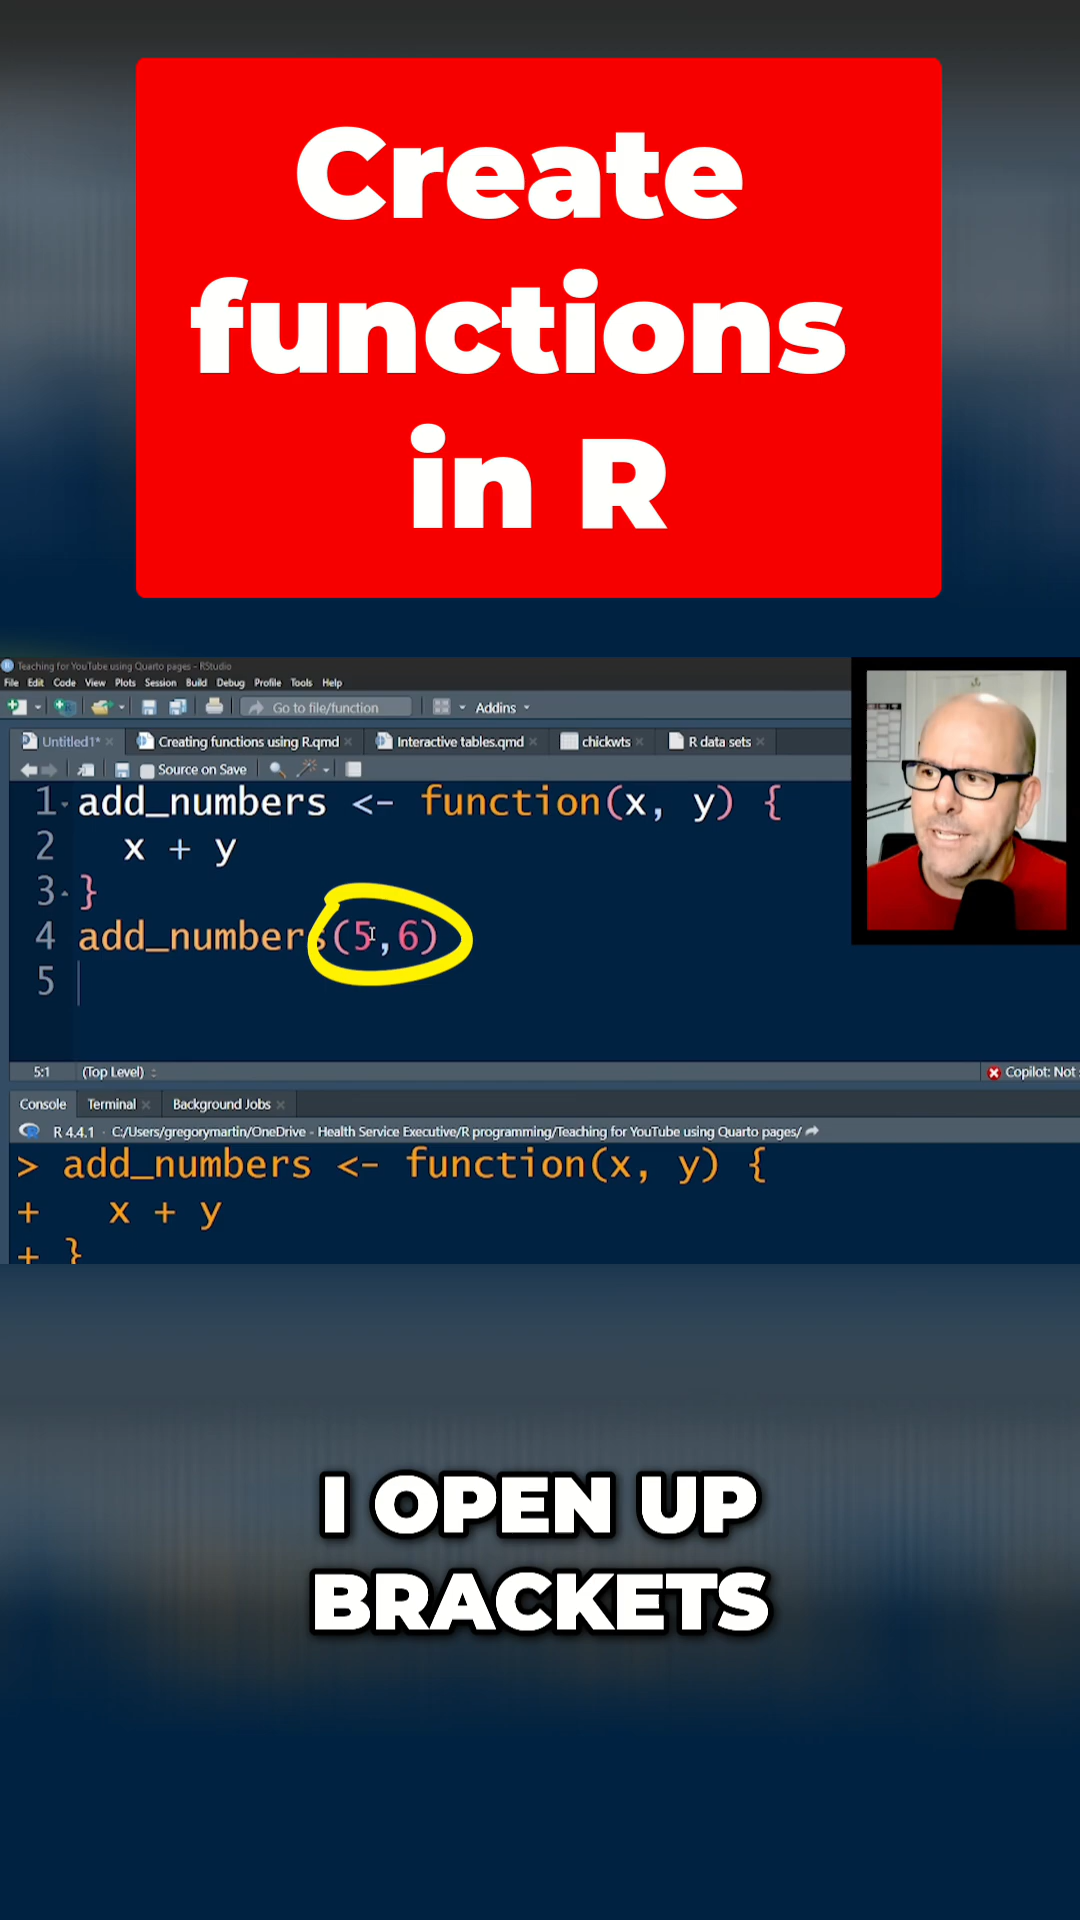 Create
functions
in R
Teaching for YouTube using Quarto pages - RStudio
File Edit Code View Plots Session Build Debug Profile Tools Help
Go to file/function Addins
Untitled1* Creating functions using R.qmd Interactive tables.qmd chickwts R data sets
Source on Save
1 add_numbers <- function(x, y) {
2 x + y
3 }
4 add_numbers(5,6)
5
5:1 (Top Level) Copilot: Not
Console Terminal Background Jobs
R 4.4.1 · C:/Users/gregorymartin/OneDrive - Health Service Executive/R programming/Teaching for YouTube using Quarto pages/
> add_numbers <- function(x, y) {
+ x + y
+ }
I OPEN UP
BRACKETS